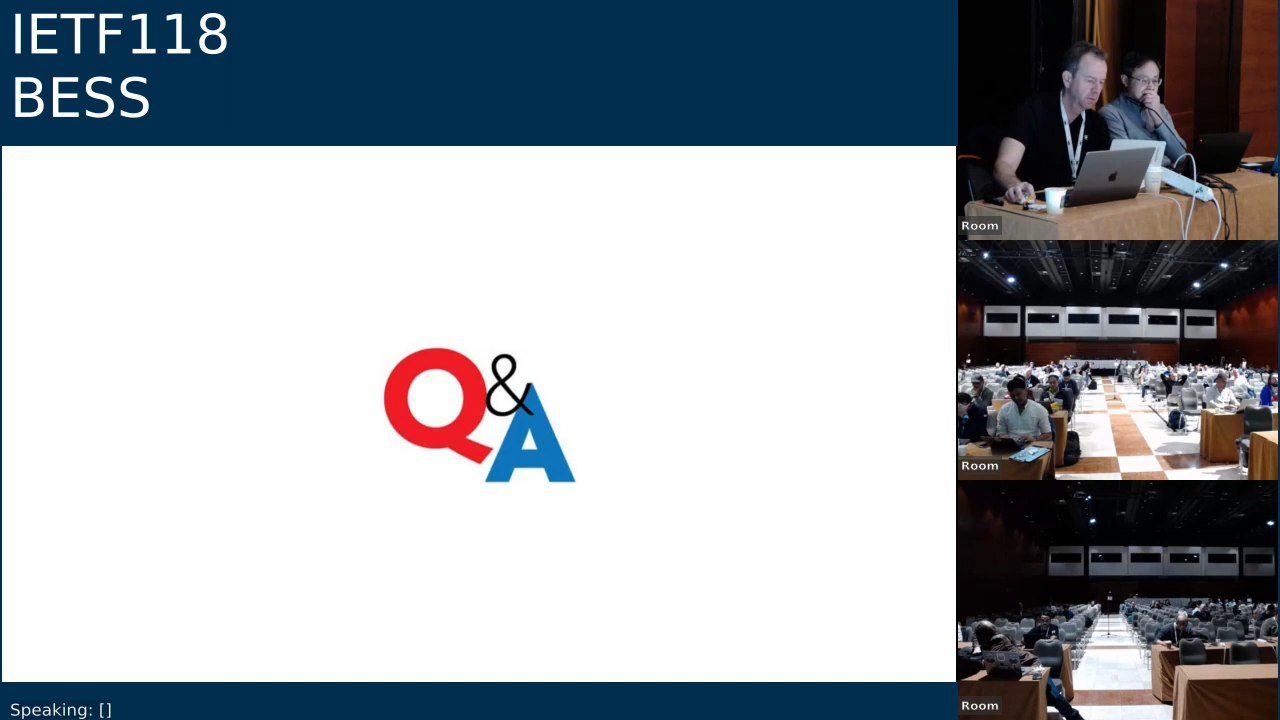 IETF118
BESS
Q&A
Room
Room
Room
Speaking: []